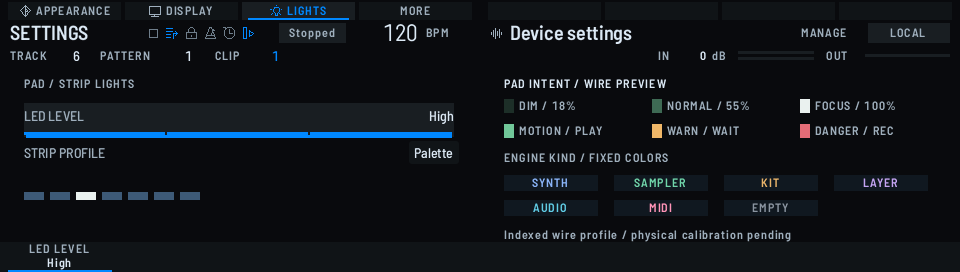 APPEARANCE DISPLAY LIGHTS MORE
SETTINGS Stopped 120 BPM Device settings MANAGE LOCAL
TRACK 6 PATTERN 1 CLIP 1 IN 0 dB OUT
PAD / STRIP LIGHTS
LED LEVEL High
STRIP PROFILE Palette
PAD INTENT / WIRE PREVIEW
DIM / 18% NORMAL / 55% FOCUS / 100%
MOTION / PLAY WARN / WAIT DANGER / REC
ENGINE KIND / FIXED COLORS
SYNTH SAMPLER KIT LAYER
AUDIO MIDI EMPTY
Indexed wire profile / physical calibration pending
LED LEVEL
High